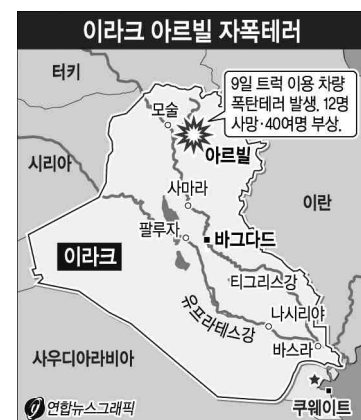 이라크 아르빌 자폭테러
터키
9일 트럭 이용 차량
폭탄테러 발생. 12명
사망·40여명 부상.
모술
아르빌
시리아
사마라
이란
팔루자
바그다드
이라크
티그리스강
유프라테스강
나시리야
바스라
사우디아라비아
쿠웨이트
연합뉴스그래픽